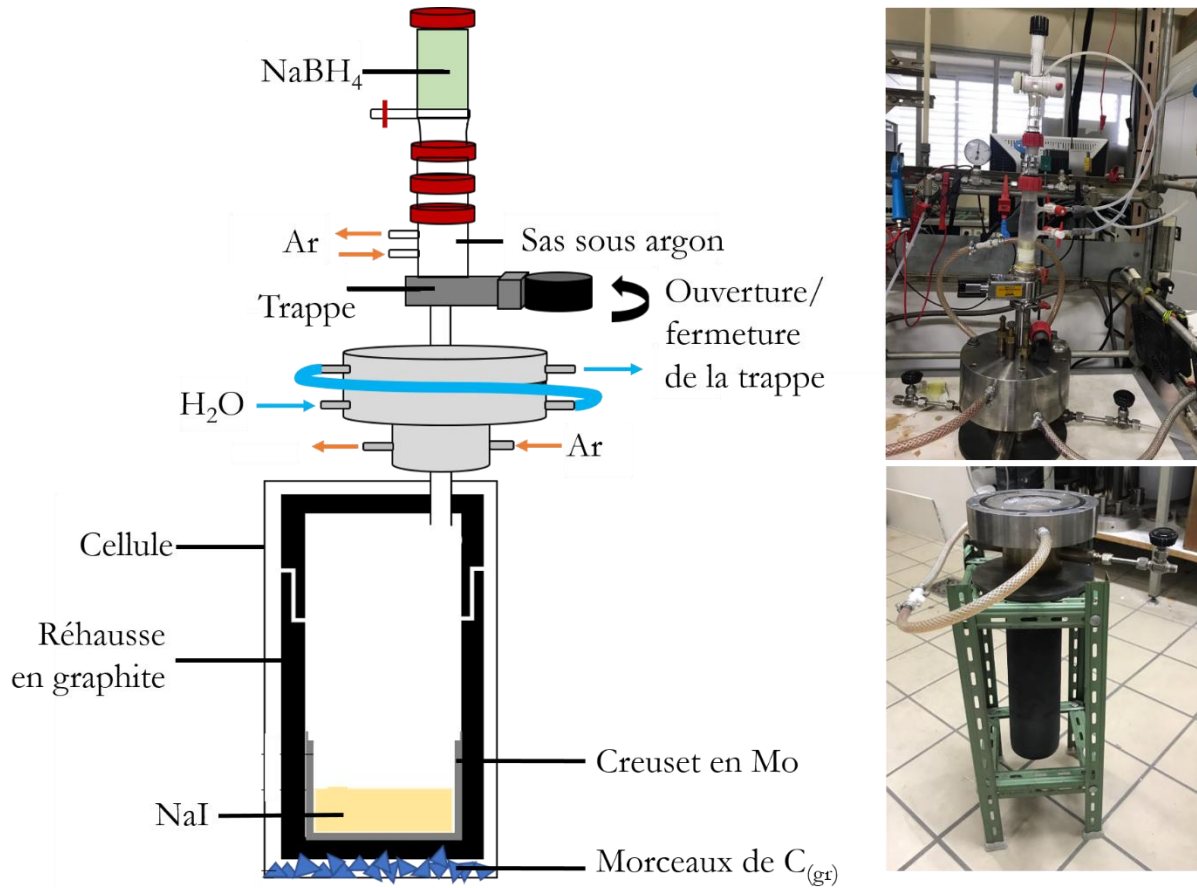 NaBH₄
Ar
Sas sous argon
Trappe
Ouverture/
fermeture
de la trappe
H₂O
Ar
Cellule
Réhausse
en graphite
Creuset en Mo
NaI
Morceaux de C(gr)